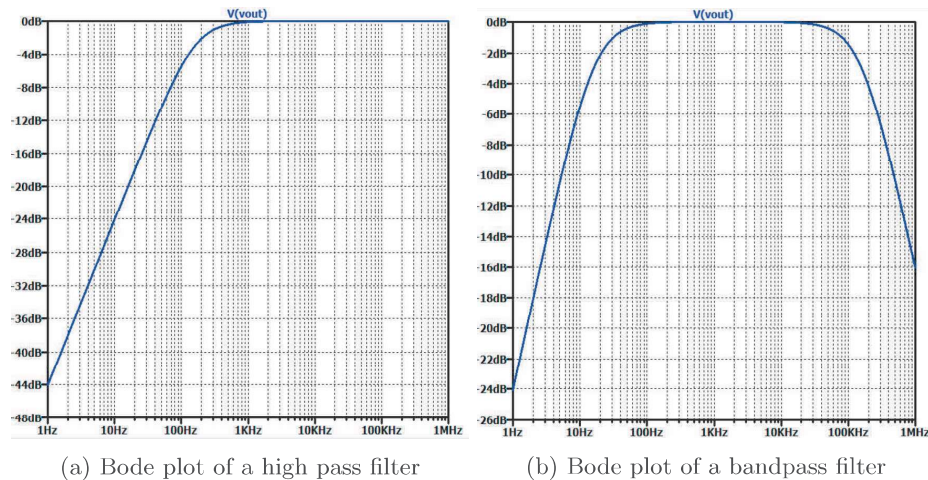 V(vout)
0dB
-4dB
-8dB
-12dB
-16dB
-20dB
-24dB
-28dB
-32dB
-36dB
-40dB
-44dB
-48dB
1Hz 10Hz 100Hz 1KHz 10KHz 100KHz 1MHz
(a) Bode plot of a high pass filter
V(vout)
0dB
-2dB
-4dB
-6dB
-8dB
-10dB
-12dB
-14dB
-16dB
-18dB
-20dB
-22dB
-24dB
-26dB
1Hz 10Hz 100Hz 1KHz 10KHz 100KHz 1MHz
(b) Bode plot of a bandpass filter